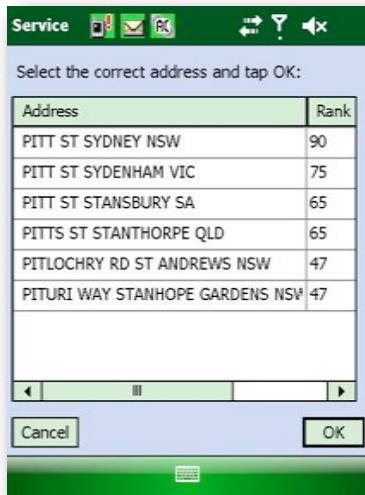 Service
Select the correct address and tap OK:
Address Rank
PITT ST SYDNEY NSW 90
PITT ST SYDENHAM VIC 75
PITT ST STANSBURY SA 65
PITTS ST STANTHORPE QLD 65
PITLOCHRY RD ST ANDREWS NSW 47
PITURI WAY STANHOPE GARDENS NSW 47
Cancel OK